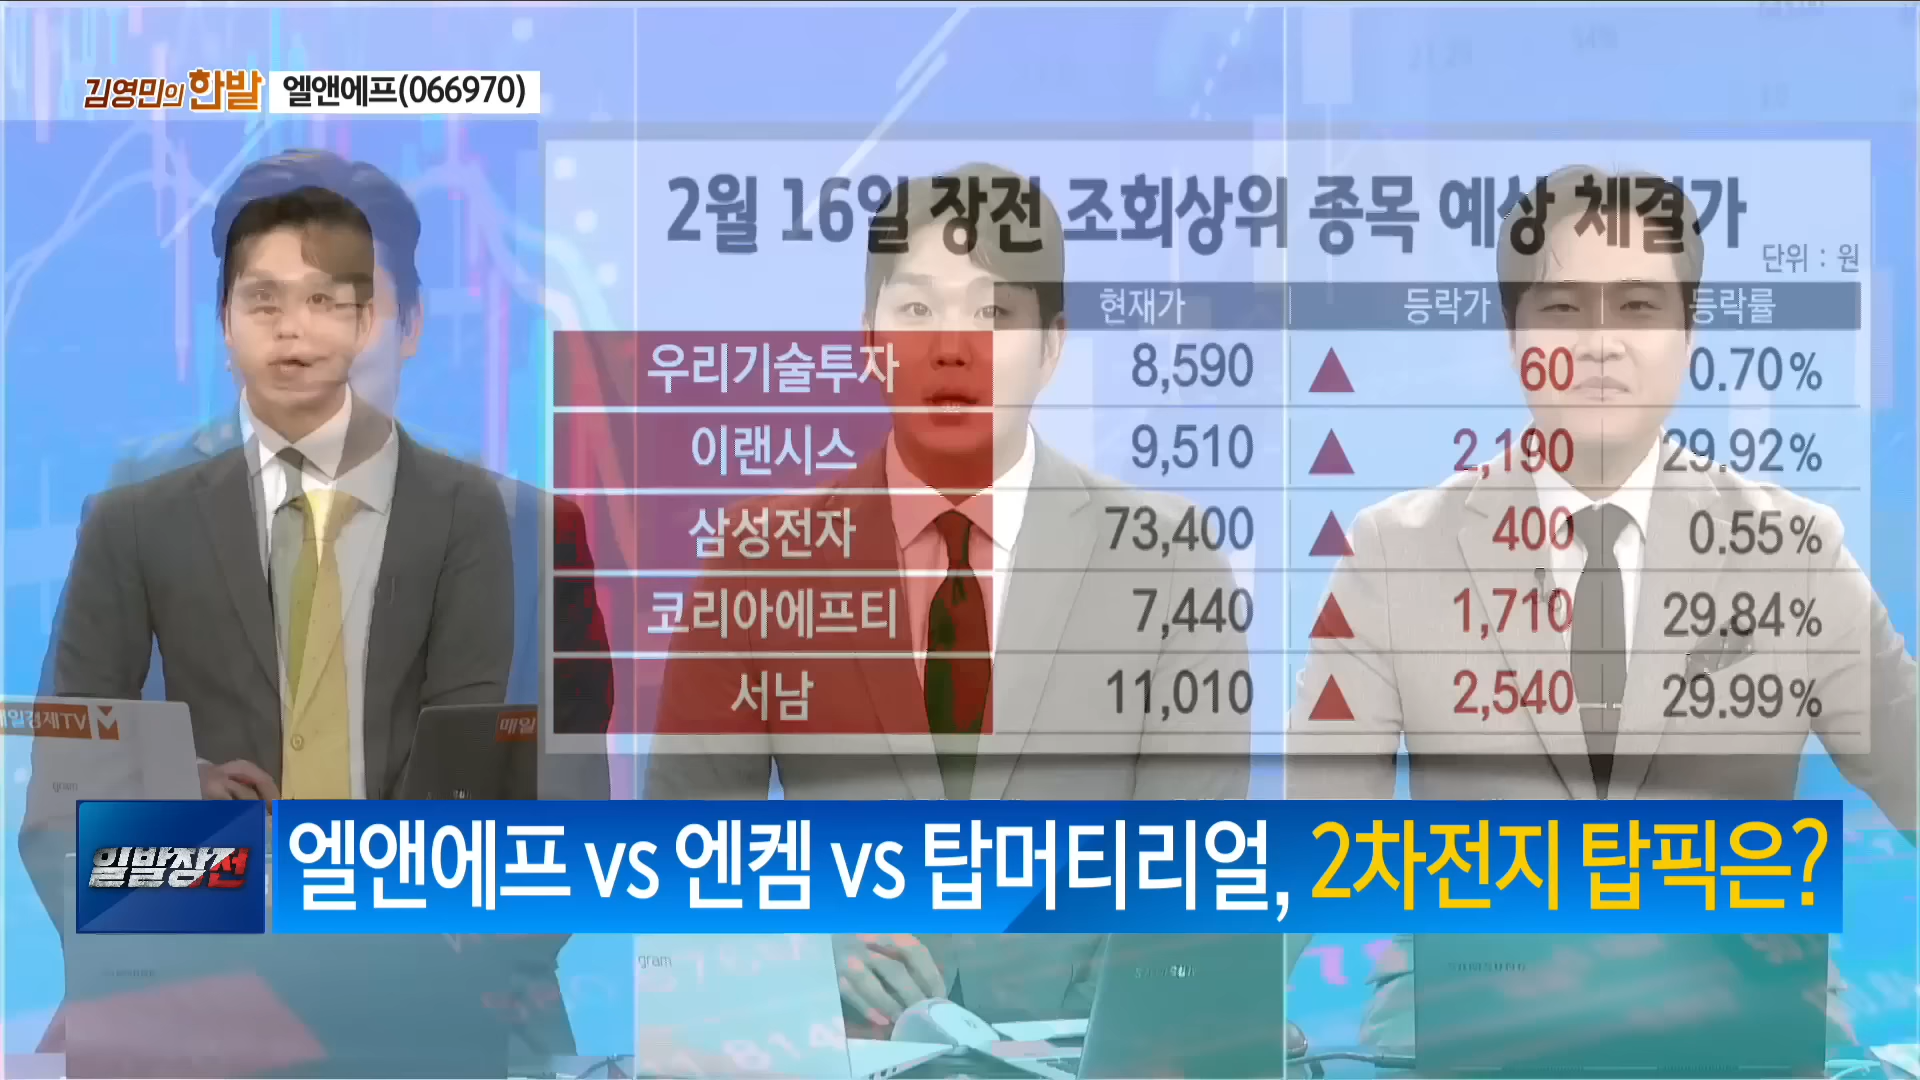 김영민의 한발 엘앤에프(066970)
2월 16일 장전 조회상위 종목 예상 체결가
단위 : 원
현재가 등락가 등락률
우리기술투자 8,590 ▲ 60 0.70%
이랜시스 9,510 ▲ 2,190 29.92%
삼성전자 73,400 ▲ 400 0.55%
코리아에프티 7,440 ▲ 1,710 29.84%
서남 11,010 ▲ 2,540 29.99%
매일경제TV
매일
gram
일발장전
엘앤에프 vs 엔켐 vs 탑머티리얼, 2차전지 탑픽은?
gram
SAMSUNG
SAMSUNG